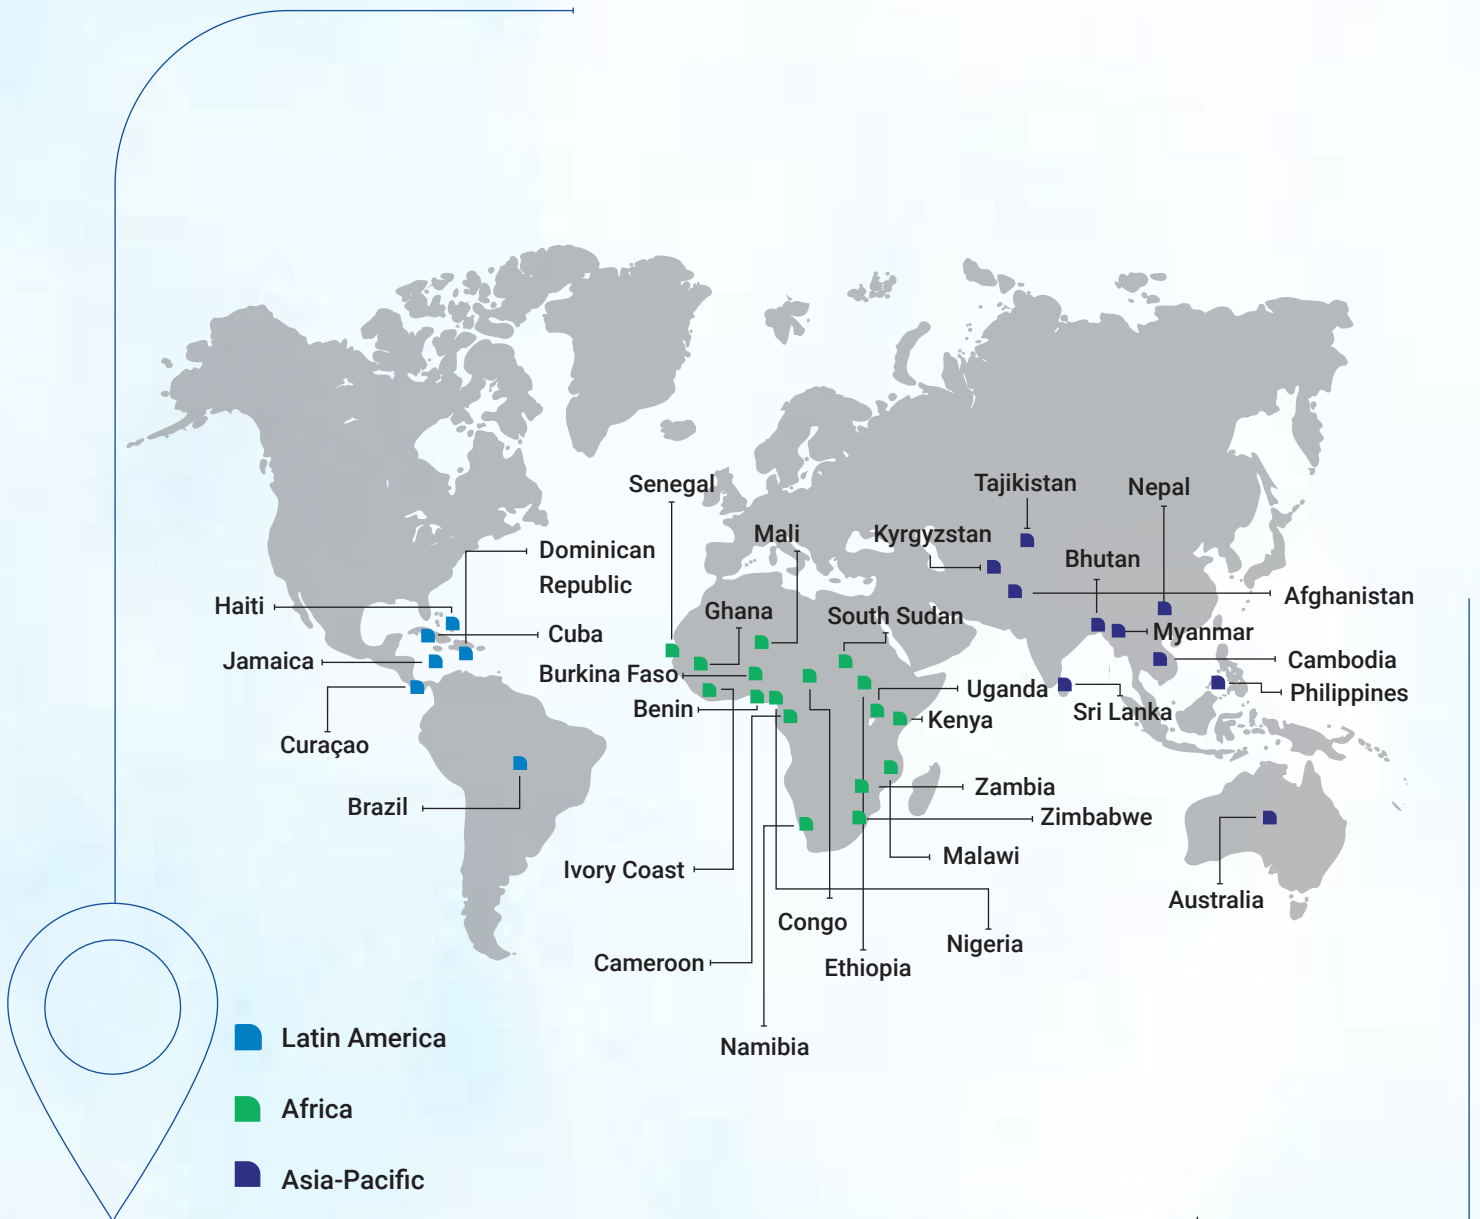 Senegal
Tajikistan
Nepal
Mali
Kyrgyzstan
Dominican
Republic
Bhutan
Afghanistan
Haiti
Ghana
South Sudan
Cuba
Myanmar
Jamaica
Cambodia
Burkina Faso
Uganda
Philippines
Benin
Kenya
Sri Lanka
Curaçao
Brazil
Zambia
Zimbabwe
Malawi
Ivory Coast
Australia
Congo
Nigeria
Cameroon
Ethiopia
Namibia
Latin America
Africa
Asia-Pacific